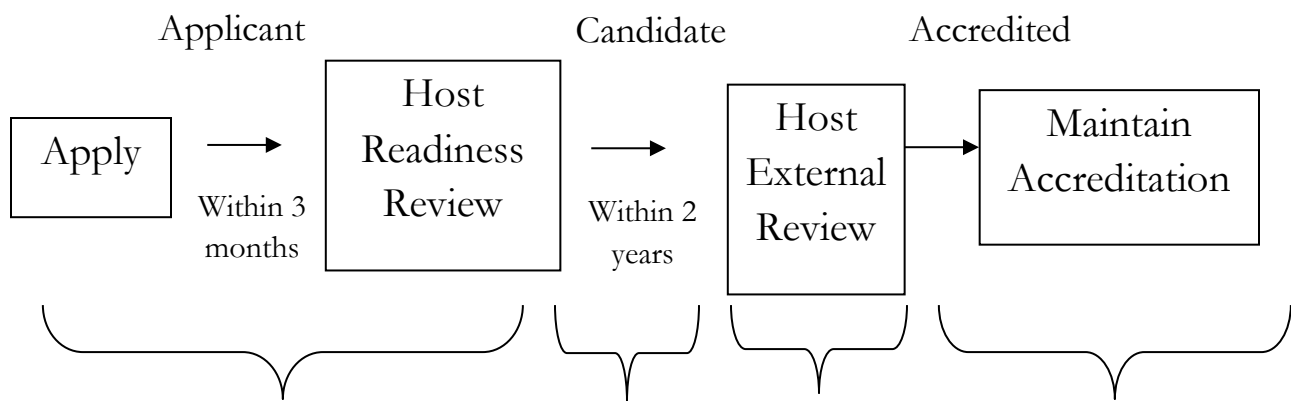 Applicant
Candidate
Accredited
Apply
Within 3
months
Host
Readiness
Review
Within 2
years
Host
External
Review
Maintain
Accreditation